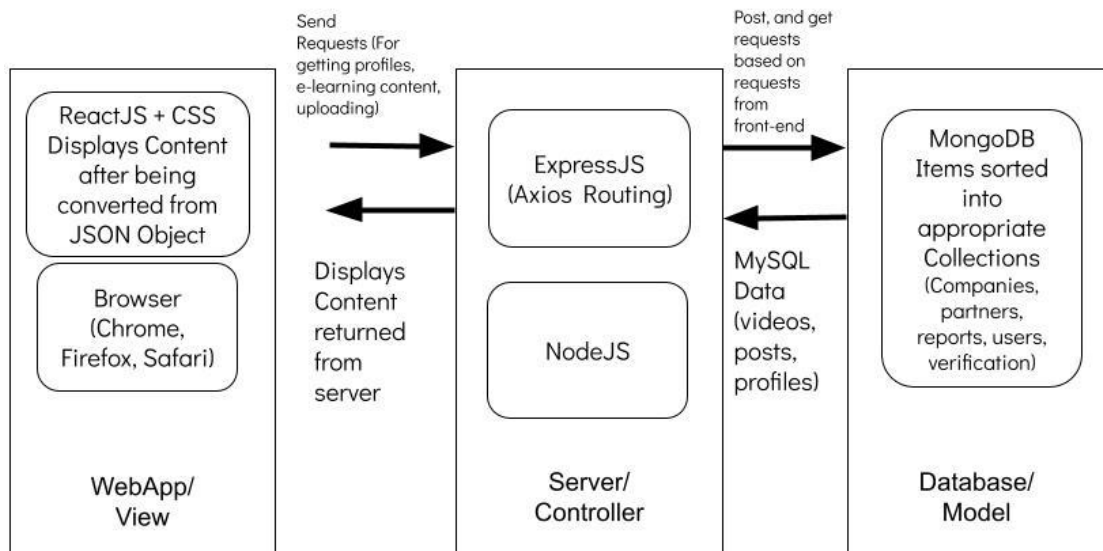 Send
Requests (For
getting profiles,
e-learning content,
uploading)
Post, and get
requests
based on
requests
from
front-end
ReactJS + CSS
Displays Content
after being
converted from
JSON Object
Browser
(Chrome,
Firefox, Safari)
WebApp/
View
Displays
Content
returned
from
server
ExpressJS
(Axios Routing)
NodeJS
Server/
Controller
MySQL
Data
(videos,
posts,
profiles)
MongoDB
Items sorted
into
appropriate
Collections
(Companies,
partners,
reports, users,
verification)
Database/
Model